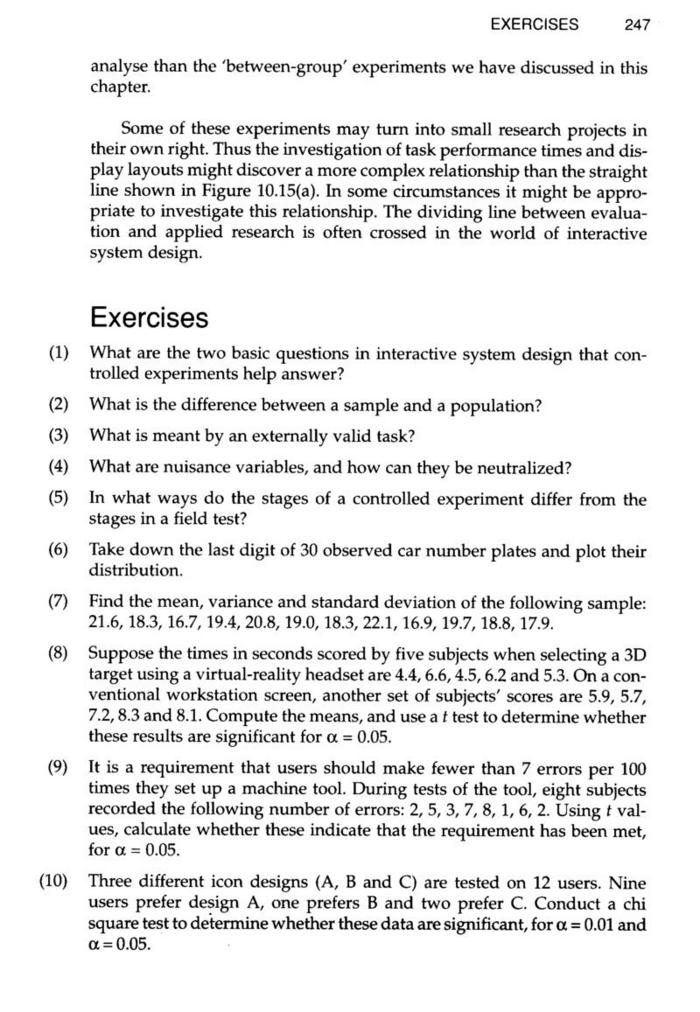 EXERCISES 247
analyse than the ‘between-group’ experiments we have discussed in this
chapter.
Some of these experiments may turn into small research projects in
their own right. Thus the investigation of task performance times and dis-
play layouts might discover a more complex relationship than the straight
line shown in Figure 10.15(a). In some circumstances it might be appro-
priate to investigate this relationship. The dividing line between evalua-
tion and applied research is often crossed in the world of interactive
system design.
Exercises
(1) What are the two basic questions in interactive system design that con-
trolled experiments help answer?
(2) What is the difference between a sample and a population?
(3) What is meant by an externally valid task?
(4) What are nuisance variables, and how can they be neutralized?
(5) In what ways do the stages of a controlled experiment differ from the
stages in a field test?
(6) Take down the last digit of 30 observed car number plates and plot their
distribution.
(7) Find the mean, variance and standard deviation of the following sample:
21.6, 18.3, 16.7, 19.4, 20.8, 19.0, 18.3, 22.1, 16.9, 19.7, 18.8, 17.9.
(8) Suppose the times in seconds scored by five subjects when selecting a 3D
target using a virtual-reality headset are 4.4, 6.6, 4.5, 6.2 and 5.3. On a con-
ventional workstation screen, another set of subjects’ scores are 5.9, 5.7,
7.2, 8.3 and 8.1. Compute the means, and use a t test to determine whether
these results are significant for α = 0.05.
(9) It is a requirement that users should make fewer than 7 errors per 100
times they set up a machine tool. During tests of the tool, eight subjects
recorded the following number of errors: 2, 5, 3, 7, 8, 1, 6, 2. Using t val-
ues, calculate whether these indicate that the requirement has been met,
for α = 0.05.
(10) Three different icon designs (A, B and C) are tested on 12 users. Nine
users prefer design A, one prefers B and two prefer C. Conduct a chi
square test to determine whether these data are significant, for α = 0.01 and
α = 0.05.